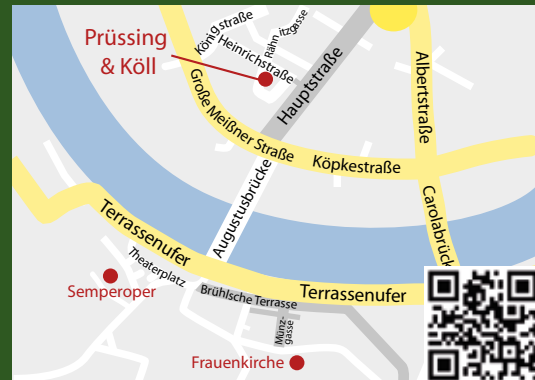 Königstraße
Heinrichstraße
Rähnitzgasse
Prüssing
& Köll
Hauptstraße
Albertstraße
Große Meißner Straße
Köpkestraße
Augustusbrücke
Carolabrück
Terrassenufer
Theaterplatz
Semperoper
Brühlsche Terrasse
Terrassenufer
Münz-
gasse
Frauenkirche